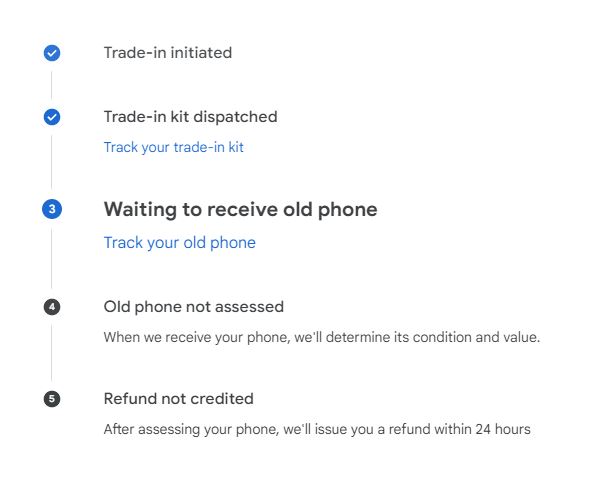 Trade-in initiated
Trade-in kit dispatched
Track your trade-in kit
3
Waiting to receive old phone
Track your old phone
4
Old phone not assessed
When we receive your phone, we'll determine its condition and value.
5
Refund not credited
After assessing your phone, we'll issue you a refund within 24 hours